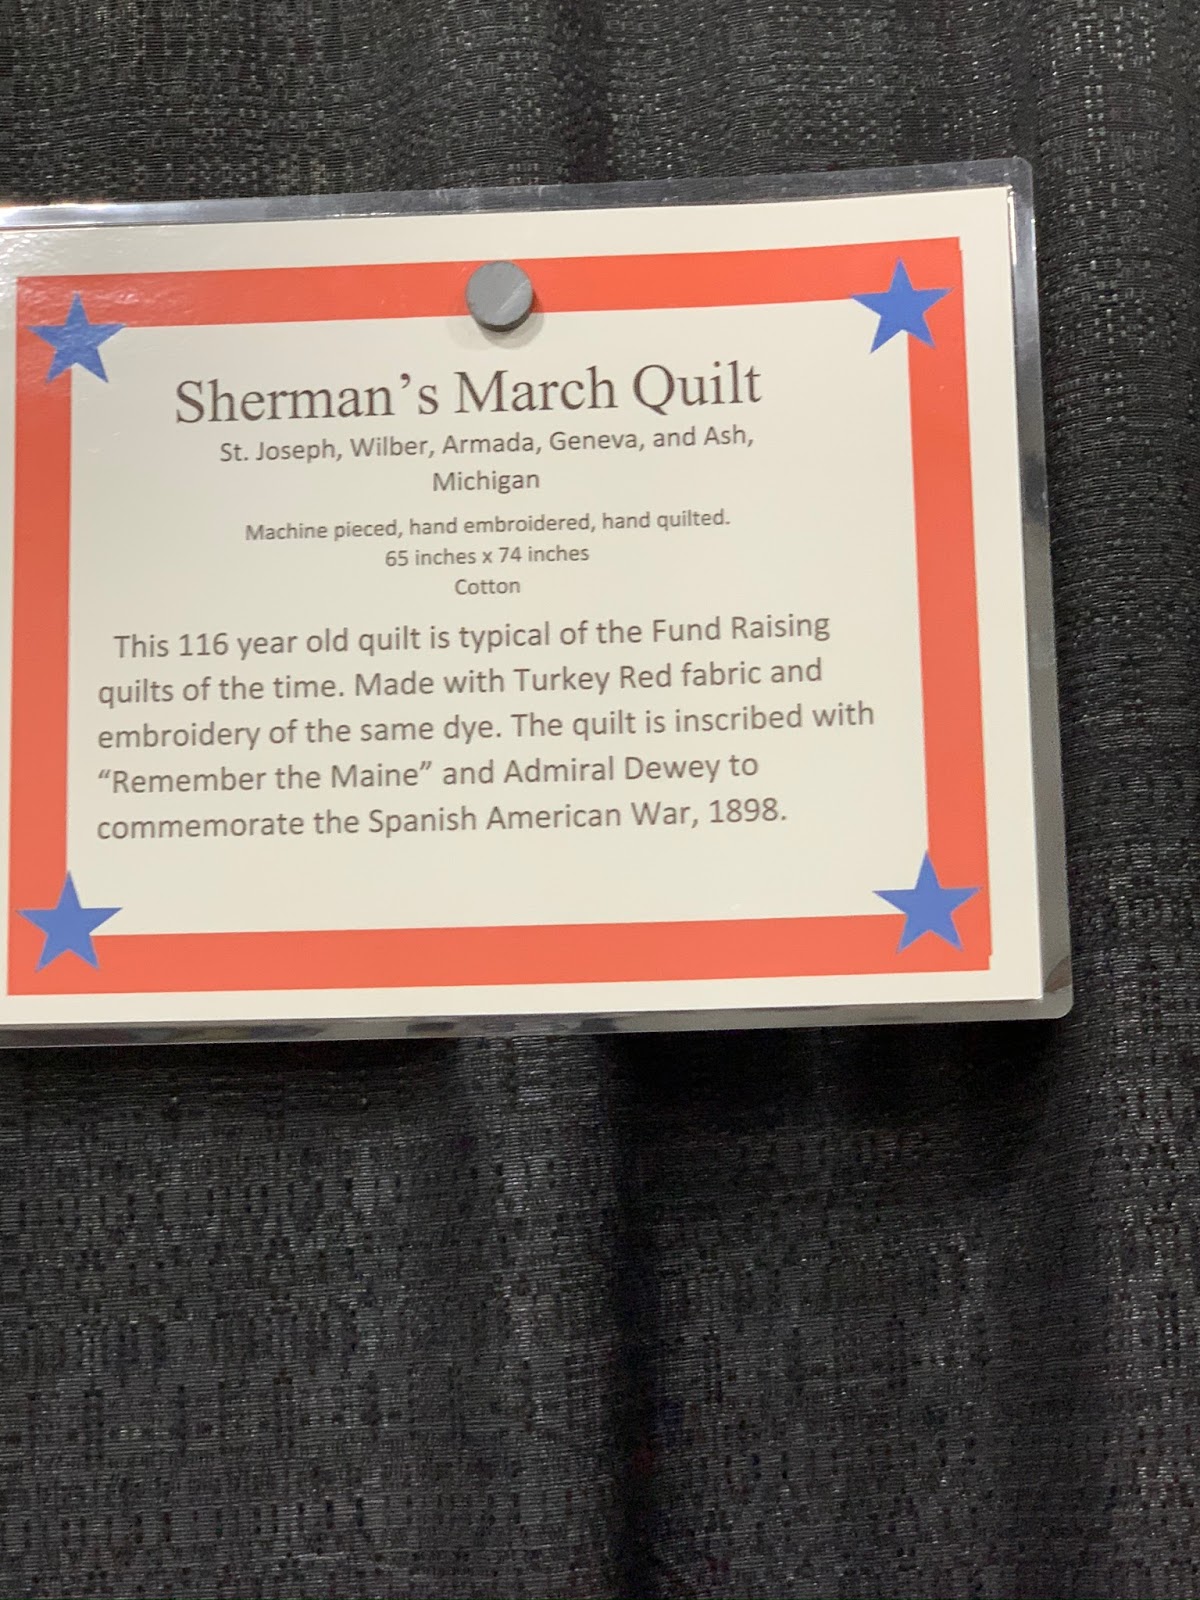 Sherman's March Quilt
St. Joseph, Wilber, Armada, Geneva, and Ash,
Michigan
Machine pieced, hand embroidered, hand quilted.
65 inches x 74 inches
Cotton
This 116 year old quilt is typical of the Fund Raising
quilts of the time. Made with Turkey Red fabric and
embroidery of the same dye. The quilt is inscribed with
“Remember the Maine” and Admiral Dewey to
commemorate the Spanish American War, 1898.